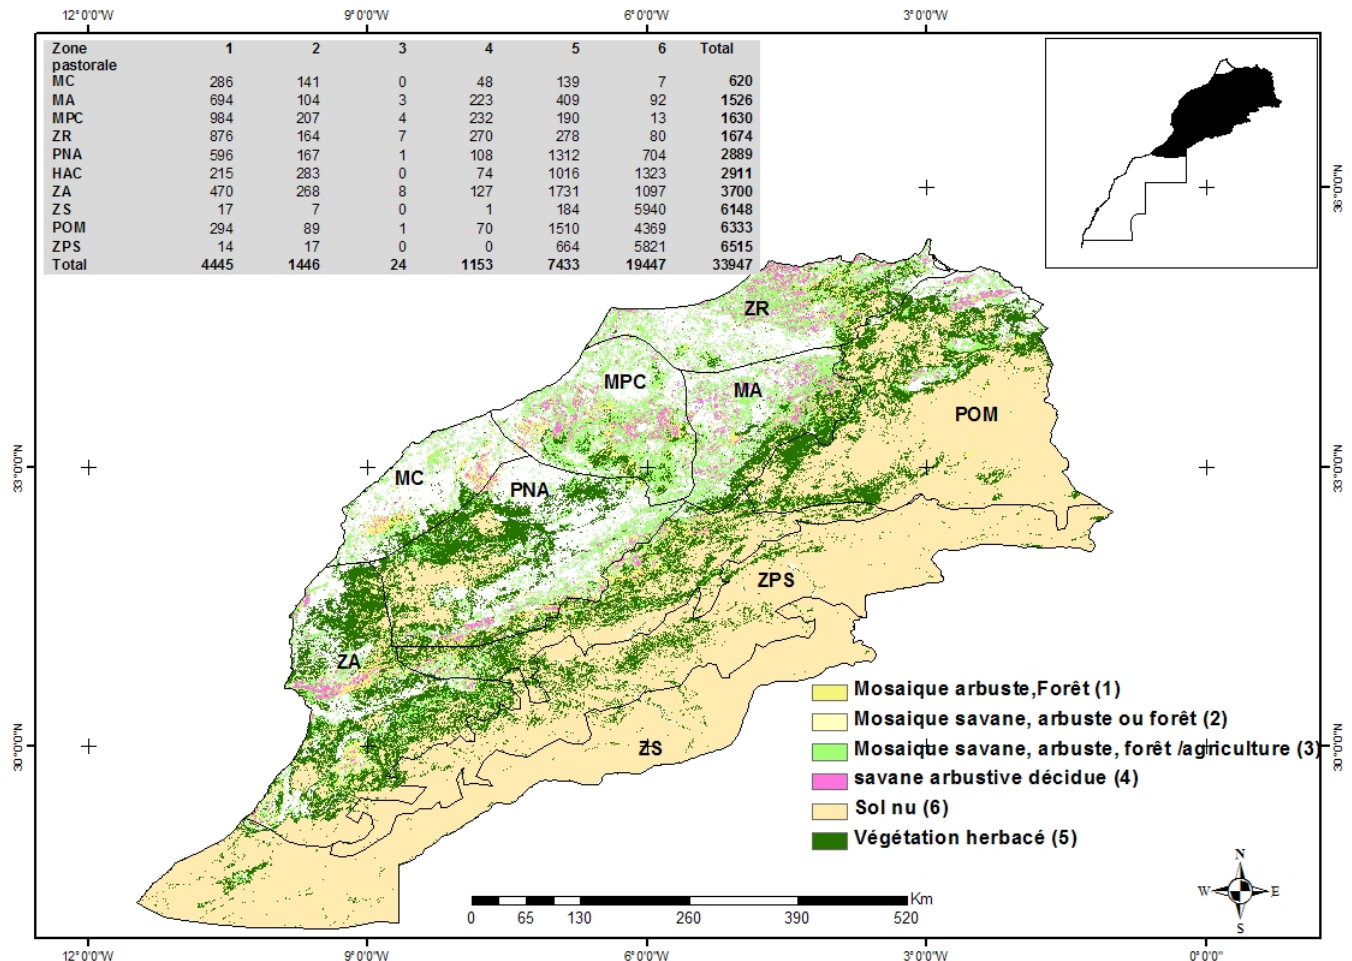 12°0'0"W 9°0'0"W 6°0'0"W 3°0'0"W 0°0'0"
Zone pastorale 1 2 3 4 5 6 Total
MC 286 141 0 48 139 7 620
MA 694 104 3 223 409 92 1526
MPC 984 207 4 232 190 13 1630
ZR 876 164 7 270 278 80 1674
PNA 596 167 1 108 1312 704 2889
HAC 215 283 0 74 1016 1323 2911
ZA 470 268 8 127 1731 1097 3700
ZS 17 7 0 1 184 5940 6148
POM 294 89 1 70 1510 4369 6333
ZPS 14 17 0 0 664 5821 6515
Total 4445 1446 24 1153 7433 19447 33947
36°0'0"N
ZR
MPC
MA
POM
33°0'0"N
MC
PNA
33°0'0"N
ZPS
ZA
Mosaique arbuste,Forêt (1)
Mosaique savane, arbuste ou forêt (2)
30°0'0"N
ZS
Mosaique savane, arbuste, forêt /agriculture (3)
30°0'0"N
savane arbustive décidue (4)
Sol nu (6)
Végétation herbacé (5)
N
W E
S
Km
0 65 130 260 390 520
12°0'0"W 9°0'0"W 6°0'0"W 3°0'0"W 0°0'0"